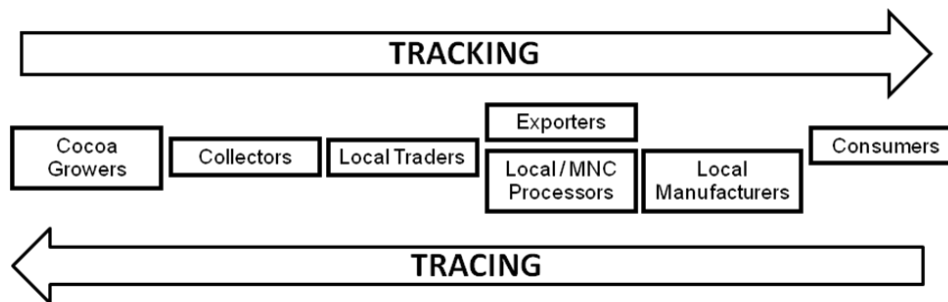 TRACKING
Cocoa
Growers
Collectors
Local Traders
Exporters
Local / MNC
Processors
Local
Manufacturers
Consumers
TRACING